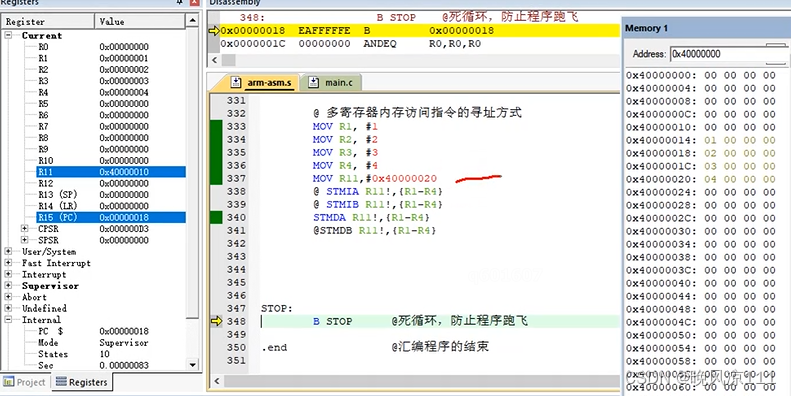 Registers
Register Value
Current
R0 0x00000000
R1 0x00000001
R2 0x00000002
R3 0x00000003
R4 0x00000004
R5 0x00000000
R6 0x00000000
R7 0x00000000
R8 0x00000000
R9 0x00000000
R10 0x00000000
R11 0x40000010
R12 0x00000000
R13 (SP) 0x00000000
R14 (LR) 0x00000000
R15 (PC) 0x00000018
CPSR 0x000000D3
SPSR 0x00000000
User/System
Fast Interrupt
Interrupt
Supervisor
Abort
Undefined
Internal
PC $ 0x00000018
Mode Supervisor
States 10
Sec 0.00000083
Project Registers
Disassembly
348: B STOP @死循环，防止程序跑飞
0x00000018 EAFFFFFE B 0x00000018
0x0000001C 00000000 ANDEQ R0,R0,R0
arm-asm.s main.c
331
332 @ 多寄器内存访问指令的寻址方式
333 MOV R1, #1
334 MOV R2, #2
335 MOV R3, #3
336 MOV R4, #4
337 MOV R11,#0x40000020
338 @ STMIA R11!,{R1-R4}
339 @ STMIB R11!,{R1-R4}
340 STMDA R11!,{R1-R4}
341 @STMDB R11!,{R1-R4}
342
343
344
345
346
347 STOP:
348 B STOP @死循环，防止程序跑飞
349
350 .end @汇编程序的结束
351
Memory 1
Address: 0x40000000
0x40000000: 00 00 00 00
0x40000004: 00 00 00 00
0x40000008: 00 00 00 00
0x4000000C: 00 00 00 00
0x40000010: 00 00 00 00
0x40000014: 01 00 00 00
0x40000018: 02 00 00 00
0x4000001C: 03 00 00 00
0x40000020: 04 00 00 00
0x40000024: 00 00 00 00
0x40000028: 00 00 00 00
0x4000002C: 00 00 00 00
0x40000030: 00 00 00 00
0x40000034: 00 00 00 00
0x40000038: 00 00 00 00
0x4000003C: 00 00 00 00
0x40000040: 00 00 00 00
0x40000044: 00 00 00 00
0x40000048: 00 00 00 00
0x4000004C: 00 00 00 00
0x40000050: 00 00 00 00
0x40000054: 00 00 00 00
0x40000058: 00 00 00 00
0x4000005C: 00 00 00 00
0x40000060: 00 00 00 00
CSDN @晚风凉111